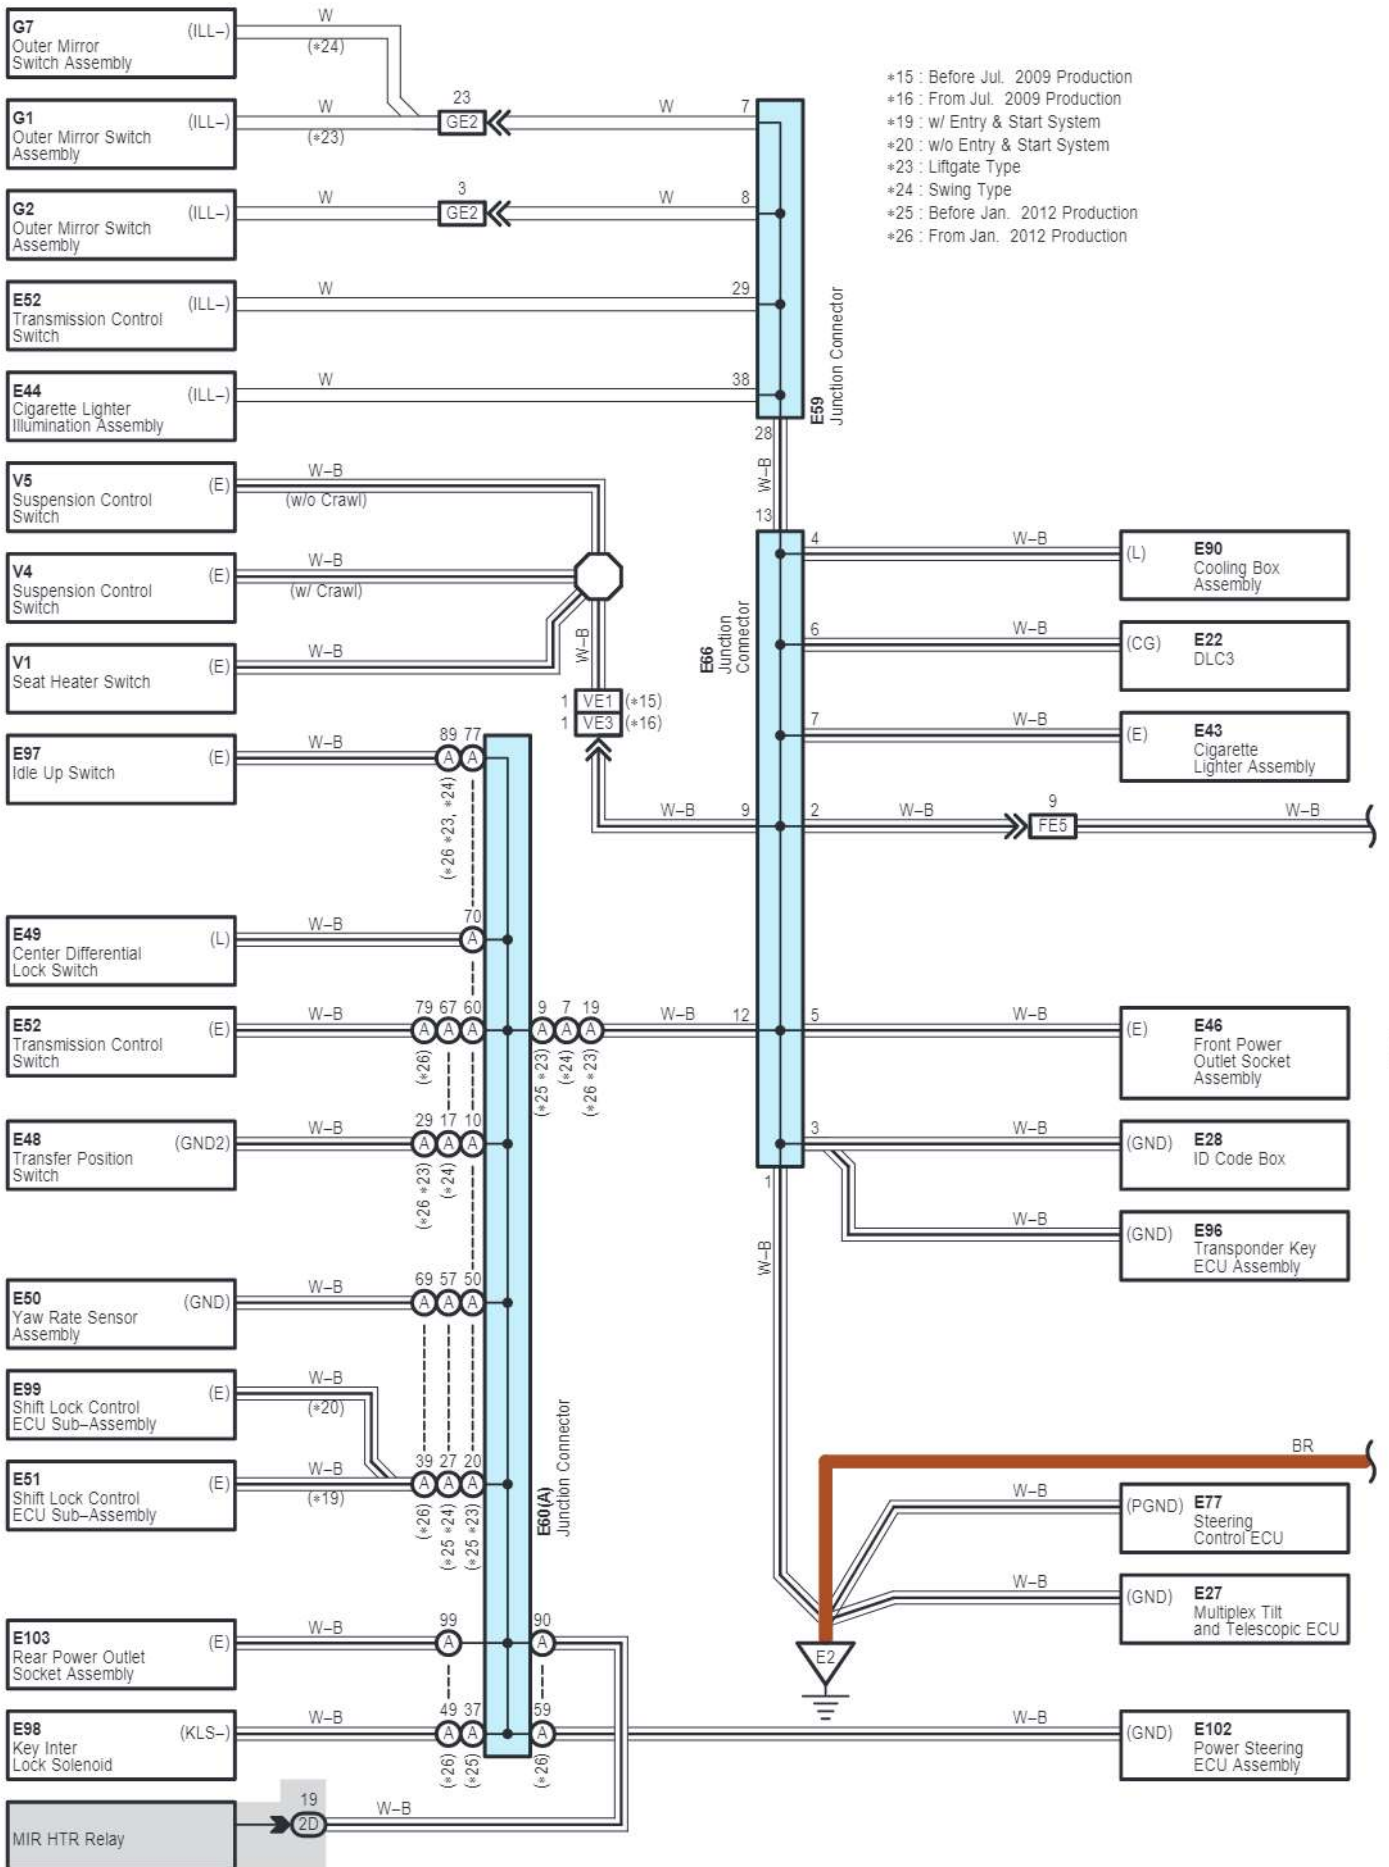 G7
(ILL–)
Outer Mirror
Switch Assembly
W
(∗24)
G1
(ILL–)
Outer Mirror Switch
Assembly
W
(∗23)
23
GE2
W
7
G2
(ILL–)
Outer Mirror Switch
Assembly
W
3
GE2
W
8
E52
(ILL–)
Transmission Control
Switch
W
29
E44
(ILL–)
Cigarette Lighter
Illumination Assembly
W
38
E59
Junction Connector
28
W–B
13
∗15 : Before Jul. 2009 Production
∗16 : From Jul. 2009 Production
∗19 : w/ Entry & Start System
∗20 : w/o Entry & Start System
∗23 : Liftgate Type
∗24 : Swing Type
∗25 : Before Jan. 2012 Production
∗26 : From Jan. 2012 Production
V5
(E)
Suspension Control
Switch
W–B
(w/o Crawl)
V4
(E)
Suspension Control
Switch
W–B
(w/ Crawl)
V1
(E)
Seat Heater Switch
W–B
W–B
1 VE1 (∗15)
1 VE3 (∗16)
E66
Junction
Connector
4
W–B
(L)
E90
Cooling Box
Assembly
6
W–B
(CG)
E22
DLC3
7
W–B
(E)
E43
Cigarette
Lighter Assembly
E97
(E)
Idle Up Switch
W–B
89 77
A A
(∗26 ∗23, ∗24)
W–B
9
2
W–B
9
FE5
W–B
E49
(L)
Center Differential
Lock Switch
W–B
70
A
E52
(E)
Transmission Control
Switch
W–B
79 67 60
A A A
(∗26)
9 7 19
A A A
(∗25 ∗23)
(∗24)
(∗26 ∗23)
W–B
12
5
W–B
(E)
E46
Front Power
Outlet Socket
Assembly
E48
(GND2)
Transfer Position
Switch
W–B
29 17 10
A A A
(∗26 ∗23)
(∗24)
3
W–B
(GND)
E28
ID Code Box
1
W–B
W–B
(GND)
E96
Transponder Key
ECU Assembly
E50
(GND)
Yaw Rate Sensor
Assembly
W–B
69 57 50
A A A
E99
(E)
Shift Lock Control
ECU Sub–Assembly
W–B
(∗20)
E51
(E)
Shift Lock Control
ECU Sub–Assembly
W–B
(∗19)
39 27 20
A A A
(∗26)
(∗25 ∗24)
(∗25 ∗23)
E60(A)
Junction Connector
BR
W–B
(PGND)
E77
Steering
Control ECU
W–B
(GND)
E27
Multiplex Tilt
and Telescopic ECU
E2
E103
(E)
Rear Power Outlet
Socket Assembly
W–B
99
A
90
A
E98
(KLS–)
Key Inter
Lock Solenoid
W–B
49 37
A A
(∗26)
(∗25)
59
A
(∗26)
W–B
(GND)
E102
Power Steering
ECU Assembly
MIR HTR Relay
19
2D
W–B